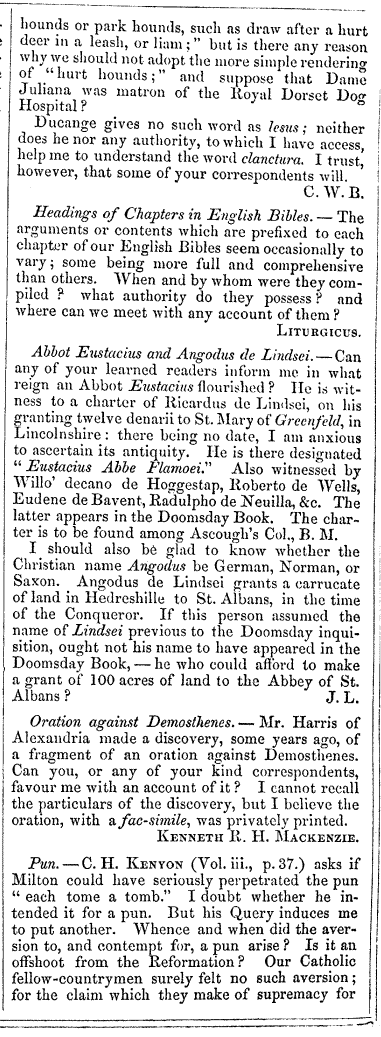 hounds or park hounds, such as draw after a hurt
deer in a leash, or liam;" but is there any reason
why we should not adopt the more simple rendering
of "hurt hounds;" and suppose that Dame
Juliana was matron of the Royal Dorset Dog
Hospital?
Ducange gives no such word as lesus; neither
does he nor any authority, to which I have access,
help me to understand the word clanctura. I trust,
however, that some of your correspondents will.
C. W. B.
Headings of Chapters in English Bibles. — The
arguments or contents which are prefixed to each
chapter of our English Bibles seem occasionally to
vary; some being more full and comprehensive
than others. When and by whom were they com-
piled? what authority do they possess? and
where can we meet with any account of them?
LITURGICUS.
Abbot Eustacius and Angodus de Lindsei. — Can
any of your learned readers inform me in what
reign an Abbot Eustacius flourished? He is wit-
ness to a charter of Ricardus de Lindsei, on his
granting twelve denarii to St. Mary of Greenfeld, in
Lincolnshire: there being no date, I am anxious
to ascertain its antiquity. He is there designated
"Eustacius Abbe Flamoei." Also witnessed by
Willo' decano de Hoggestap, Roberto de Wells,
Eudene de Bavent, Radulpho de Neuilla, &c. The
latter appears in the Doomsday Book. The char-
ter is to be found among Ascough's Col., B. M.
I should also be glad to know whether the
Christian name Angodus be German, Norman, or
Saxon. Angodus de Lindsei grants a carrucate
of land in Hedreshille to St. Albans, in the time
of the Conqueror. If this person assumed the
name of Lindsei previous to the Doomsday inqui-
sition, ought not his name to have appeared in the
Doomsday Book, — he who could afford to make
a grant of 100 acres of land to the Abbey of St.
Albans? J. L.
Oration against Demosthenes. — Mr. Harris of
Alexandria made a discovery, some years ago, of
a fragment of an oration against Demosthenes.
Can you, or any of your kind correspondents,
favour me with an account of it? I cannot recall
the particulars of the discovery, but I believe the
oration, with a fac-simile, was privately printed.
KENNETH R. H. MACKENZIE.
Pun. — C. H. KENYON (Vol. iii., p. 37.) asks if
Milton could have seriously perpetrated the pun
"each tome a tomb." I doubt whether he in-
tended it for a pun. But his Query induces me
to put another. Whence and when did the aver-
sion to, and contempt for, a pun arise? Is it an
offshoot from the Reformation? Our Catholic
fellow-countrymen surely felt no such aversion;
for the claim which they make of supremacy for